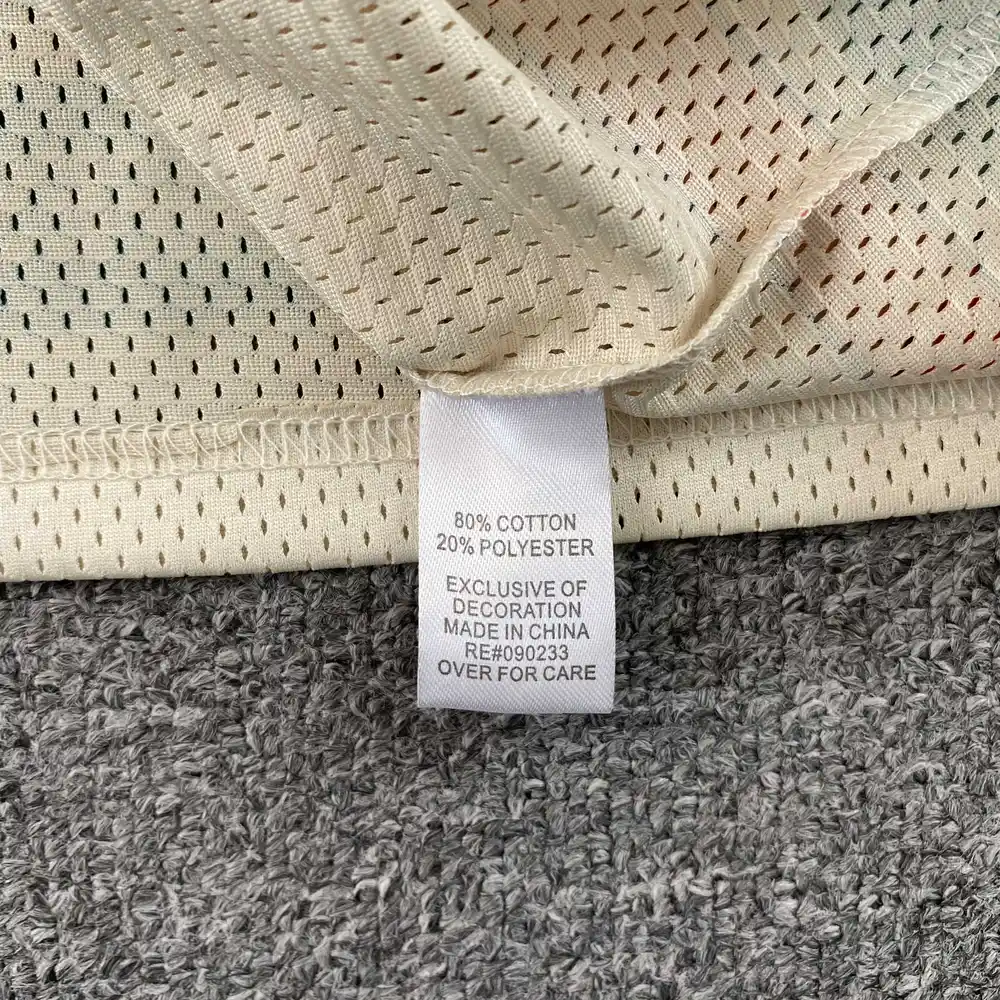 80% COTTON
20% POLYESTER
EXCLUSIVE OF
DECORATION
MADE IN CHINA
RE#090233
OVER FOR CARE